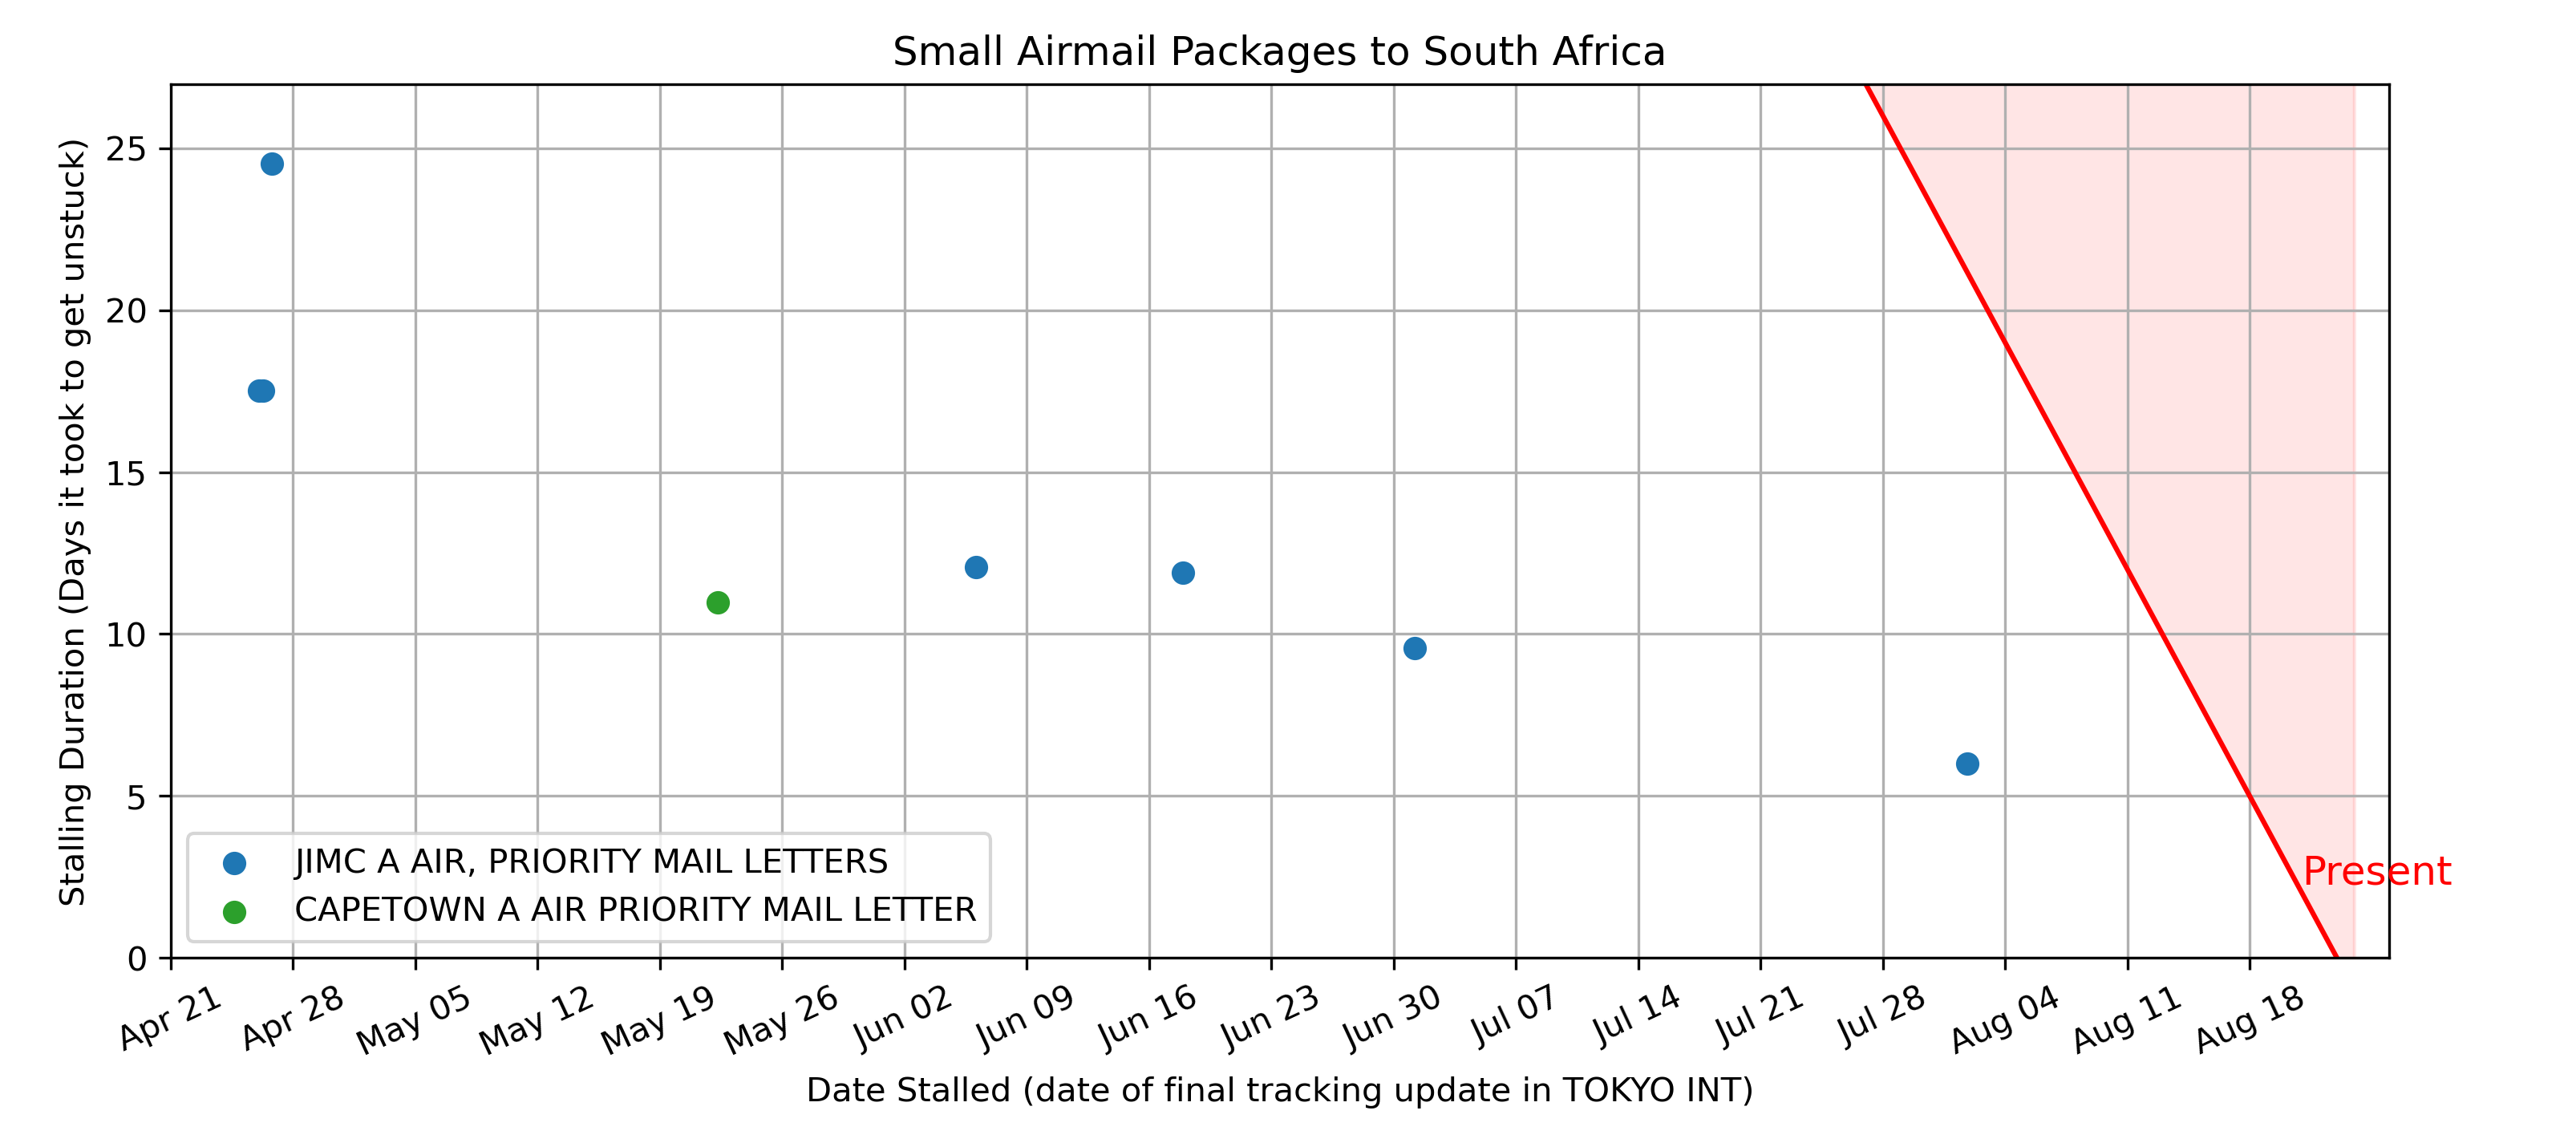 Small Airmail Packages to South Africa
Stalling Duration (Days it took to get unstuck)
25
20
15
10
5
0
JIMC A AIR, PRIORITY MAIL LETTERS
CAPETOWN A AIR PRIORITY MAIL LETTER
Present
Apr 21
Apr 28
May 05
May 12
May 19
May 26
Jun 02
Jun 09
Jun 16
Jun 23
Jun 30
Jul 07
Jul 14
Jul 21
Jul 28
Aug 04
Aug 11
Aug 18
Date Stalled (date of final tracking update in TOKYO INT)